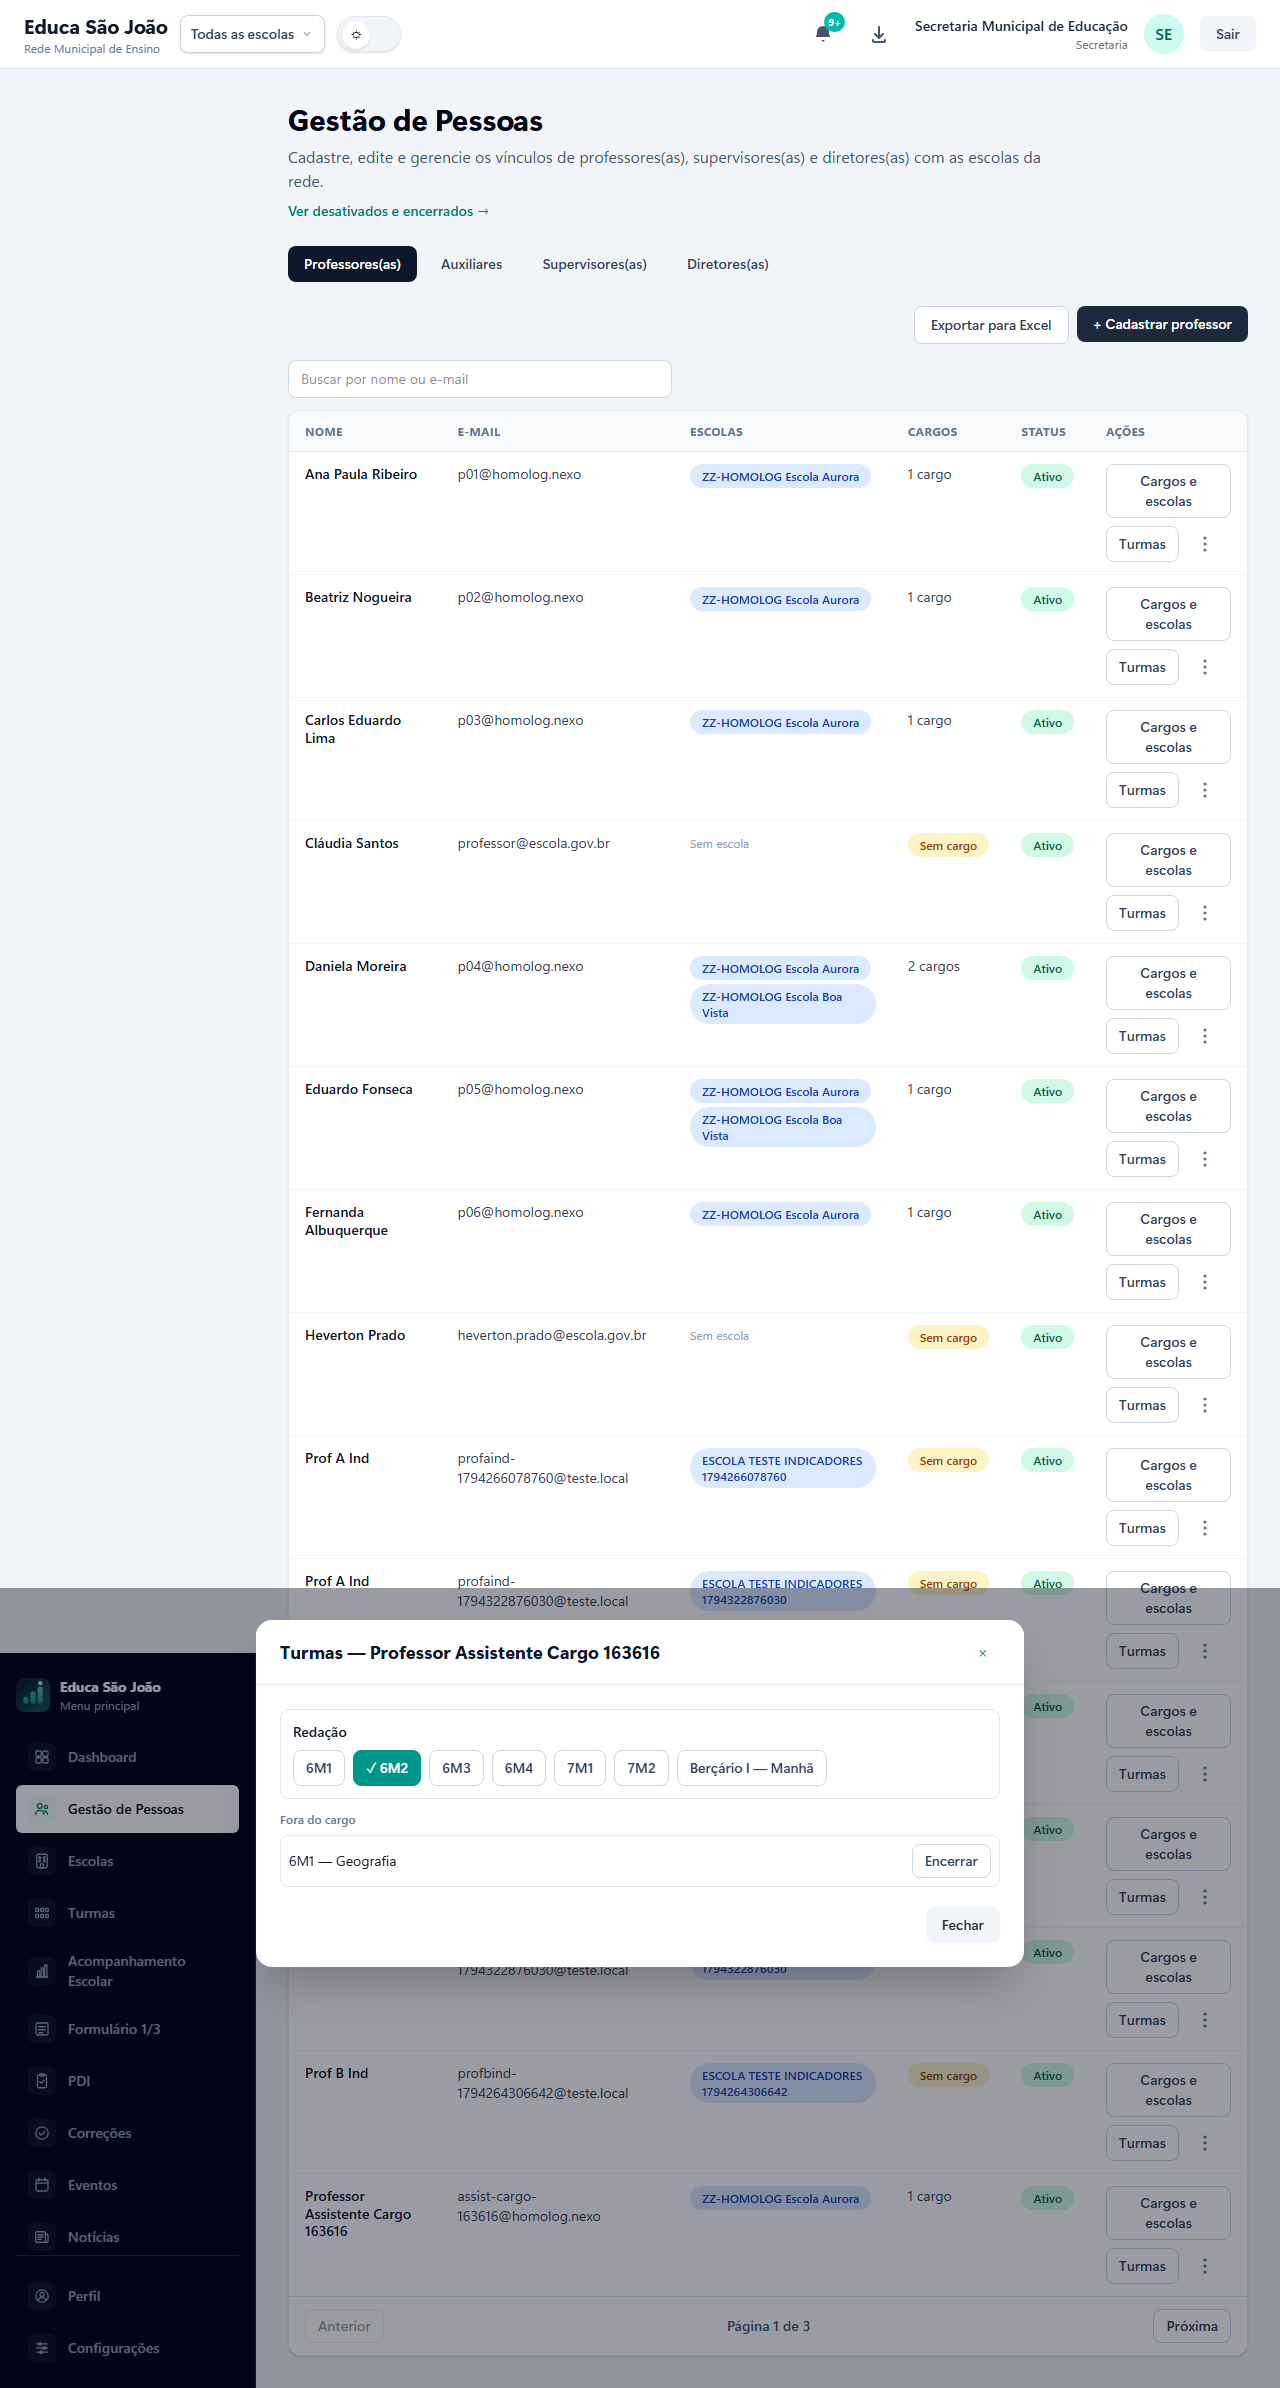 Educa São João
Rede Municipal de Ensino
Todas as escolas
9+
Secretaria Municipal de Educação
Secretaria
SE
Sair
Gestão de Pessoas
Cadastre, edite e gerencie os vínculos de professores(as), supervisores(as) e diretores(as) com as escolas da
rede.
Ver desativados e encerrados →
Professores(as)
Auxiliares
Supervisores(as)
Diretores(as)
Exportar para Excel
+ Cadastrar professor
Buscar por nome ou e-mail
NOME
E-MAIL
ESCOLAS
CARGOS
STATUS
AÇÕES
Ana Paula Ribeiro
p01@homolog.nexo
ZZ-HOMOLOG Escola Aurora
1 cargo
Ativo
Cargos e
escolas
Turmas
Beatriz Nogueira
p02@homolog.nexo
ZZ-HOMOLOG Escola Aurora
1 cargo
Ativo
Cargos e
escolas
Turmas
Carlos Eduardo
Lima
p03@homolog.nexo
ZZ-HOMOLOG Escola Aurora
1 cargo
Ativo
Cargos e
escolas
Turmas
Cláudia Santos
professor@escola.gov.br
Sem escola
Sem cargo
Ativo
Cargos e
escolas
Turmas
Daniela Moreira
p04@homolog.nexo
ZZ-HOMOLOG Escola Aurora
ZZ-HOMOLOG Escola Boa
Vista
2 cargos
Ativo
Cargos e
escolas
Turmas
Eduardo Fonseca
p05@homolog.nexo
ZZ-HOMOLOG Escola Aurora
ZZ-HOMOLOG Escola Boa
Vista
1 cargo
Ativo
Cargos e
escolas
Turmas
Fernanda
Albuquerque
p06@homolog.nexo
ZZ-HOMOLOG Escola Aurora
1 cargo
Ativo
Cargos e
escolas
Turmas
Heverton Prado
heverton.prado@escola.gov.br
Sem escola
Sem cargo
Ativo
Cargos e
escolas
Turmas
Prof A Ind
profaind-
1794266078760@teste.local
ESCOLA TESTE INDICADORES
1794266078760
Sem cargo
Ativo
Cargos e
escolas
Turmas
Prof A Ind
profaind-
1794322876030@teste.local
ESCOLA TESTE INDICADORES
1794322876030
Sem cargo
Ativo
Cargos e
escolas
Turmas
Ativo
Cargos e
escolas
Turmas
Ativo
Cargos e
escolas
Turmas
1794322876030@teste.local
1794322876030
Ativo
Cargos e
escolas
Turmas
Prof B Ind
profbind-
1794264306642@teste.local
ESCOLA TESTE INDICADORES
1794264306642
Sem cargo
Ativo
Cargos e
escolas
Turmas
Professor
Assistente Cargo
163616
assist-cargo-
163616@homolog.nexo
ZZ-HOMOLOG Escola Aurora
1 cargo
Ativo
Cargos e
escolas
Turmas
Anterior
Página 1 de 3
Próxima
Turmas — Professor Assistente Cargo 163616
×
Redação
6M1
✓ 6M2
6M3
6M4
7M1
7M2
Berçário I — Manhã
Fora do cargo
6M1 — Geografia
Encerrar
Fechar
Educa São João
Menu principal
Dashboard
Gestão de Pessoas
Escolas
Turmas
Acompanhamento
Escolar
Formulário 1/3
PDI
Correções
Eventos
Notícias
Perfil
Configurações